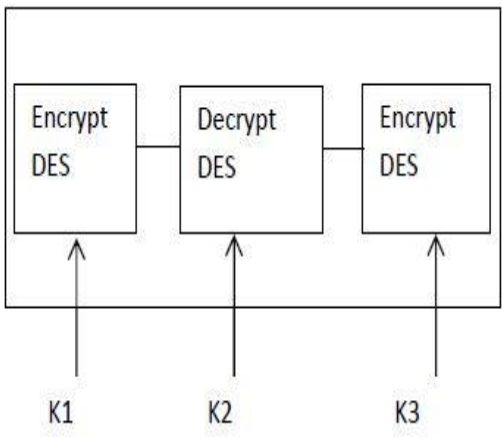 Encrypt
DES
Decrypt
DES
Encrypt
DES
K1
K2
K3